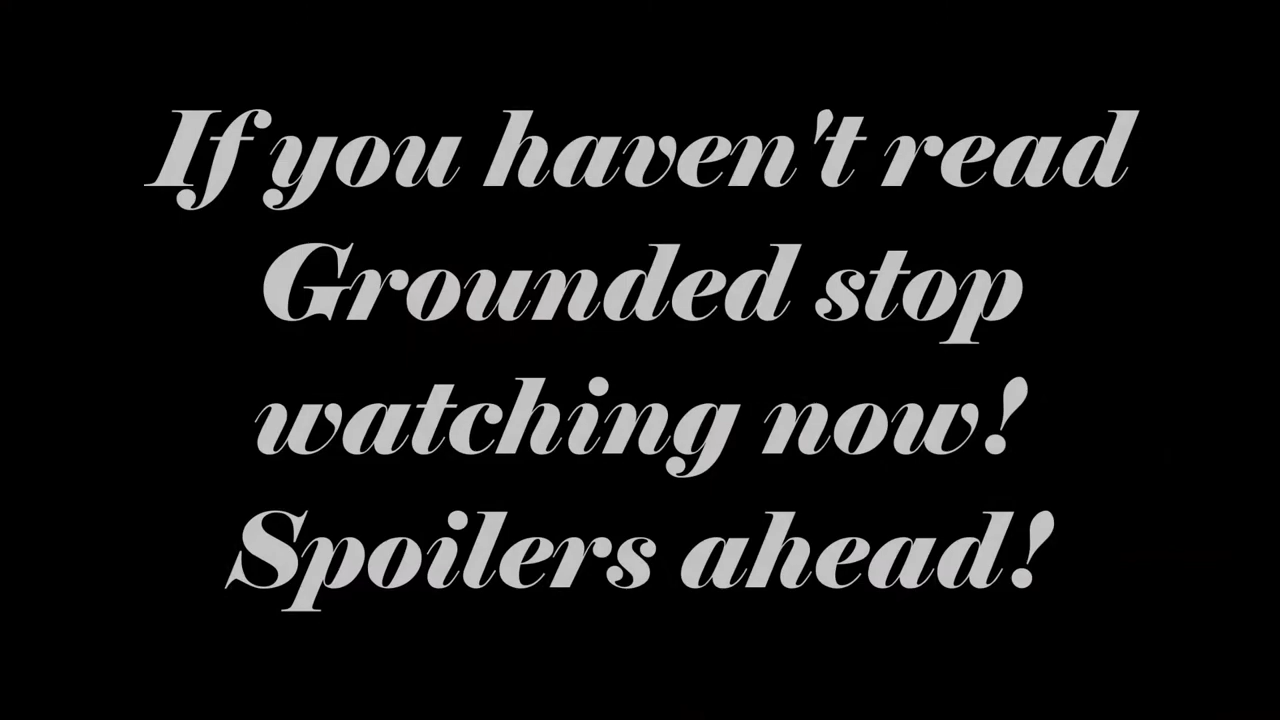 If you haven't read
Grounded stop
watching now!
Spoilers ahead!